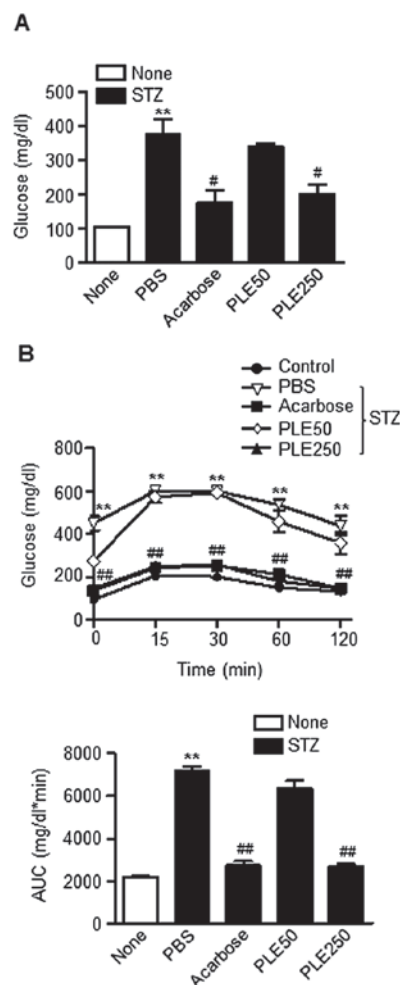 A
None
STZ
Glucose (mg/dl)
500
400
300
200
100
0
**
#
#
None
PBS
Acarbose
PLE50
PLE250
B
Control
PBS
Acarbose
PLE50
PLE250
STZ
Glucose (mg/dl)
800
600
400
200
0
**
**
**
**
**
##
##
##
##
##
0
15
30
60
120
Time (min)
None
STZ
AUC (mg/dl*min)
8000
6000
4000
2000
0
**
##
##
None
PBS
Acarbose
PLE50
PLE250